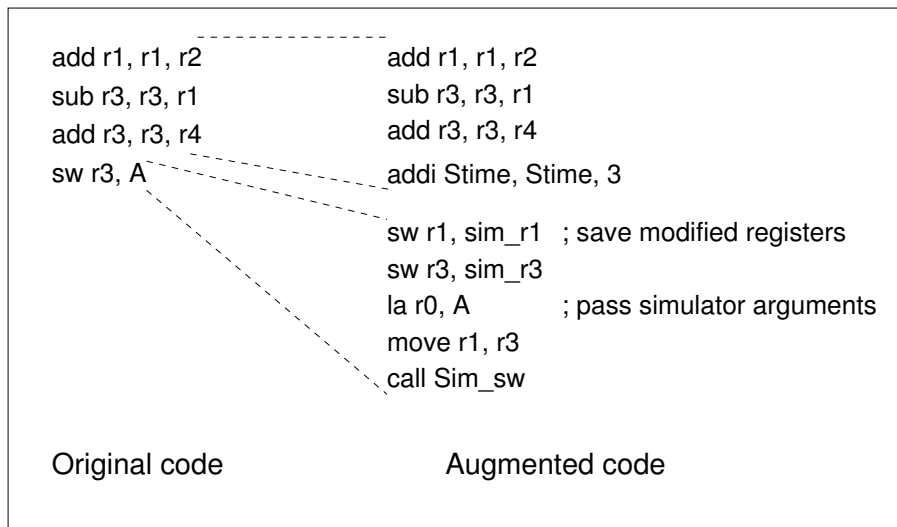 add r1, r1, r2
sub r3, r3, r1
add r3, r3, r4
sw r3, A
add r1, r1, r2
sub r3, r3, r1
add r3, r3, r4
addi Stime, Stime, 3
sw r1, sim_r1 ; save modified registers
sw r3, sim_r3
la r0, A ; pass simulator arguments
move r1, r3
call Sim_sw
Original code
Augmented code